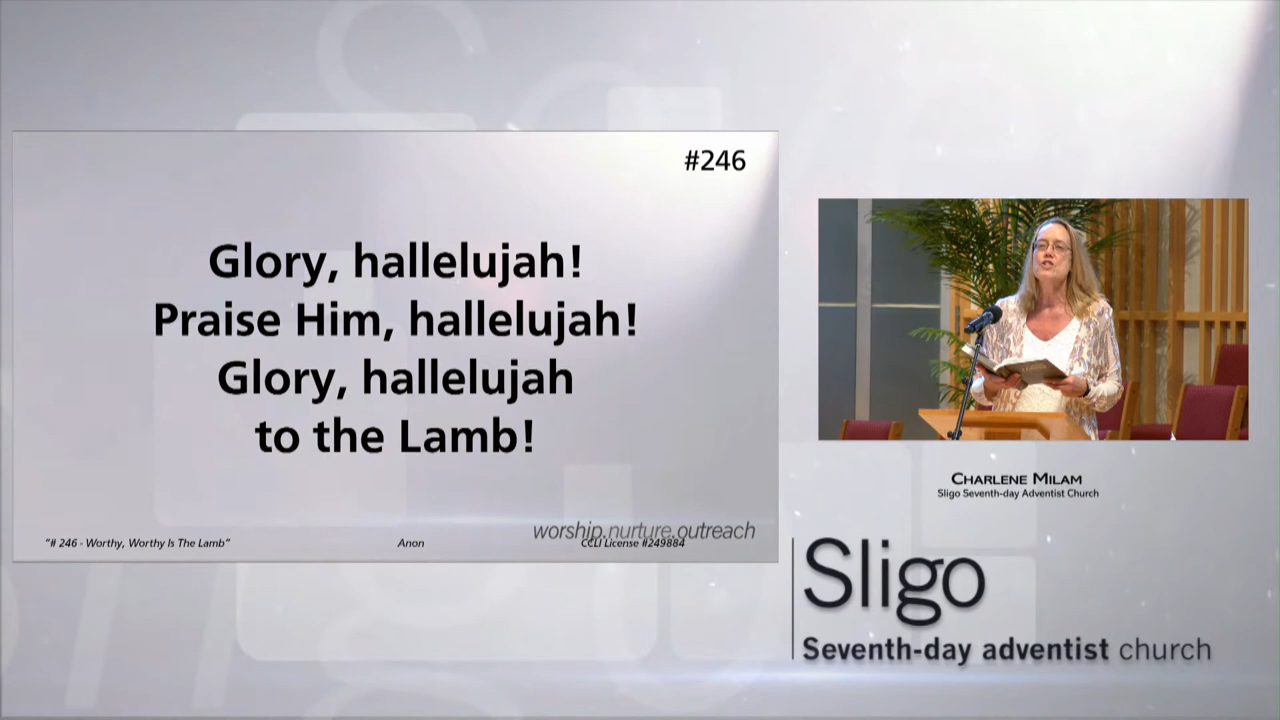 #246
Glory, hallelujah!
Praise Him, hallelujah!
Glory, hallelujah
to the Lamb!
worship.nurture.outreach
"# 246 - Worthy, Worthy Is The Lamb"
Anon
CCLI License #249884
Charlene Milam
Sligo Seventh-day Adventist Church
Sligo
Seventh-day adventist church